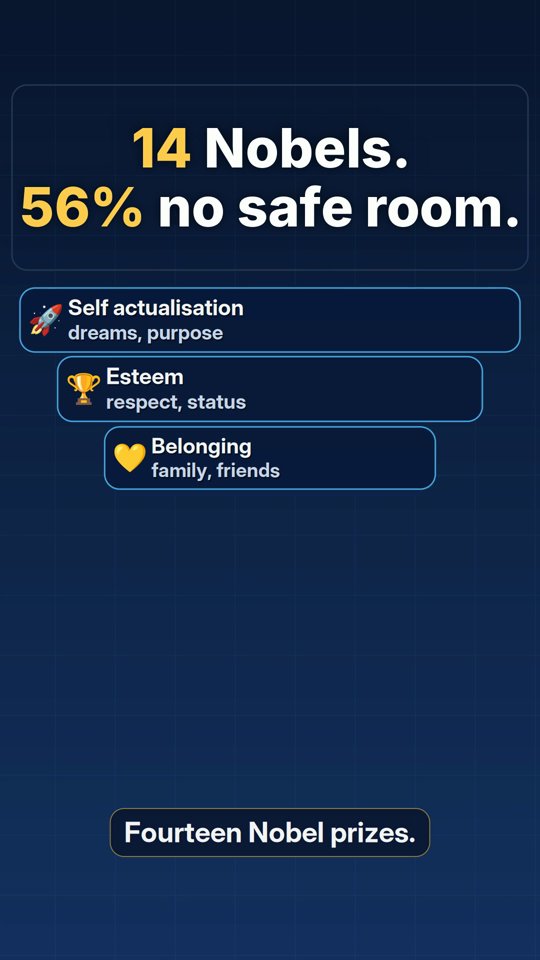 14 Nobels.
56% no safe room.
Self actualisation
dreams, purpose
Esteem
respect, status
Belonging
family, friends
Fourteen Nobel prizes.